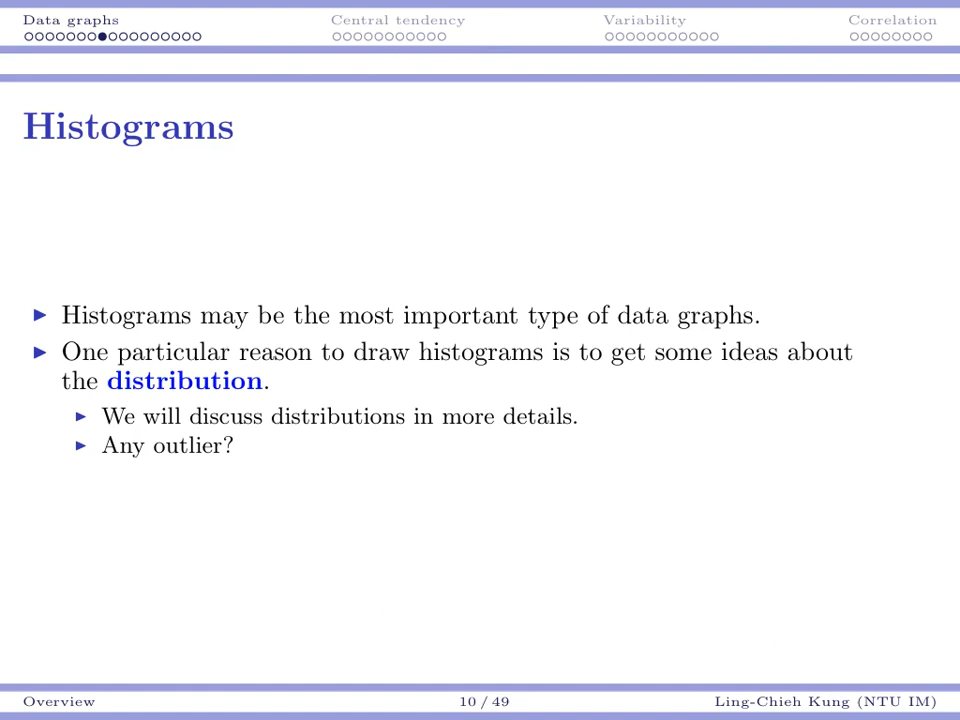 Data graphs
Central tendency
Variability
Correlation
Histograms
Histograms may be the most important type of data graphs.
One particular reason to draw histograms is to get some ideas about
the distribution.
We will discuss distributions in more details.
Any outlier?
Overview
10 / 49
Ling-Chieh Kung (NTU IM)